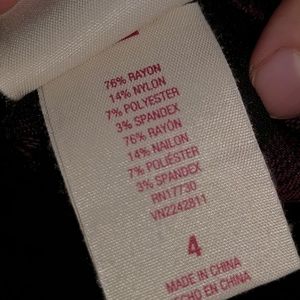 76% RAYON
14% NYLON
7% POLYESTER
3% SPANDEX
76% RAYÓN
14% NAILON
7% POLIÉSTER
3% SPANDEX
RN17730
VN2242811
4
MADE IN CHINA
HECHO EN CHINA